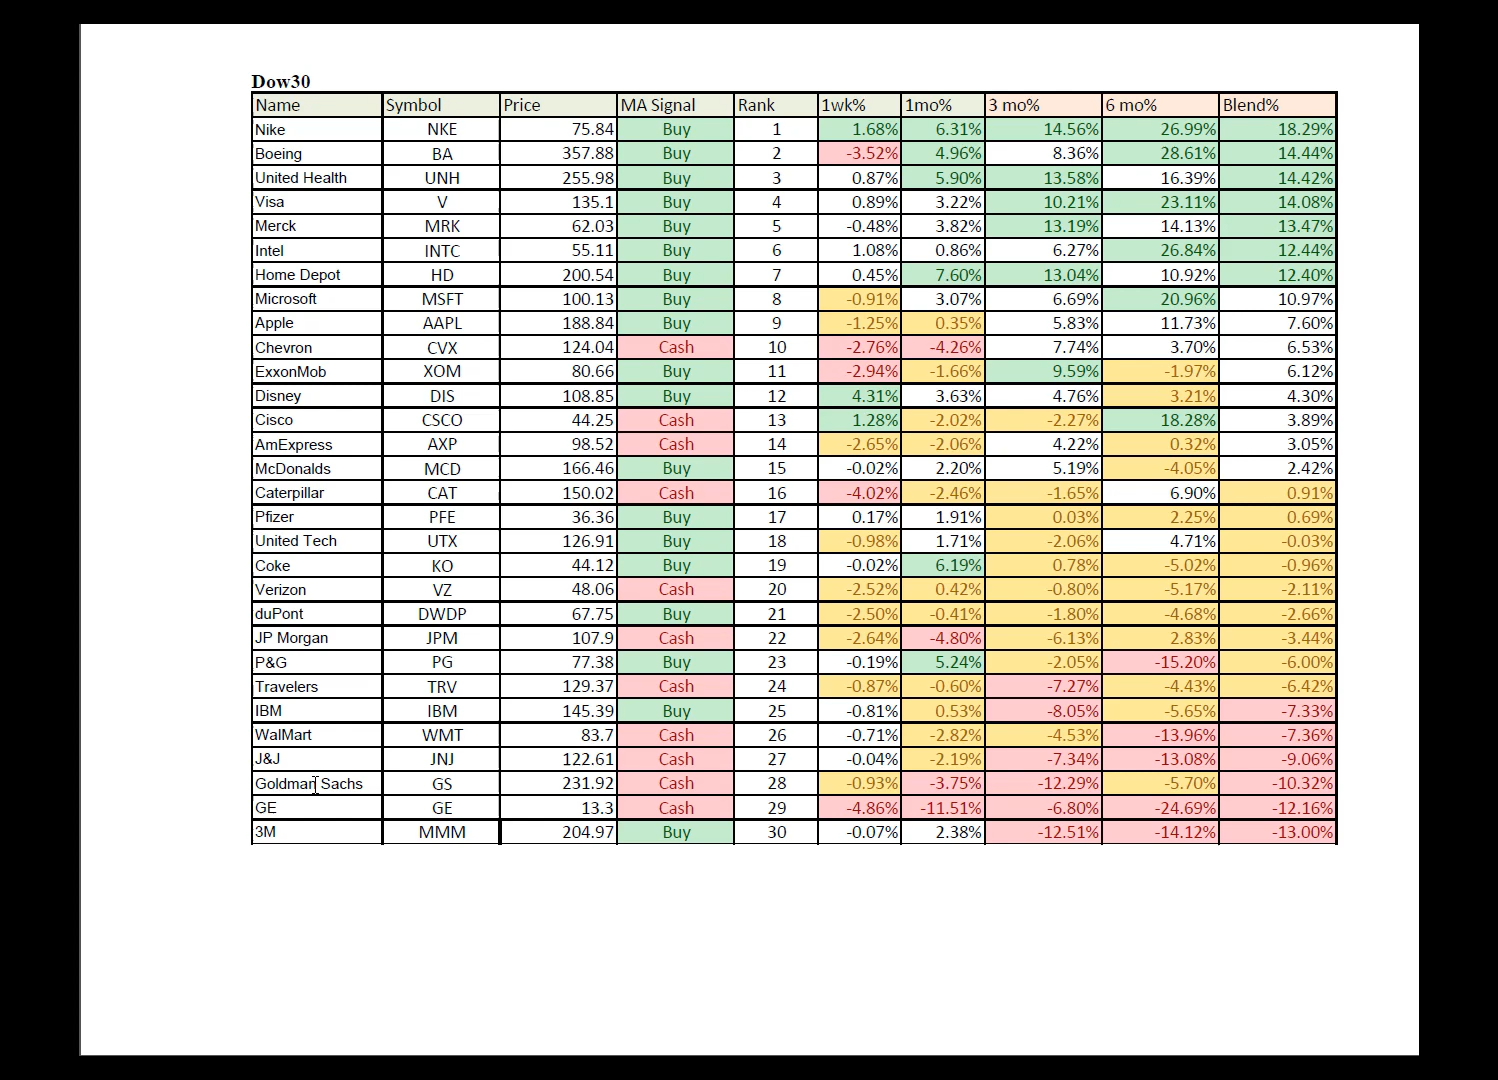 Dow30
Name Symbol Price MA Signal Rank 1wk% 1mo% 3 mo% 6 mo% Blend%
Nike NKE 75.84 Buy 1 1.68% 6.31% 14.56% 26.99% 18.29%
Boeing BA 357.88 Buy 2 -3.52% 4.96% 8.36% 28.61% 14.44%
United Health UNH 255.98 Buy 3 0.87% 5.90% 13.58% 16.39% 14.42%
Visa V 135.1 Buy 4 0.89% 3.22% 10.21% 23.11% 14.08%
Merck MRK 62.03 Buy 5 -0.48% 3.82% 13.19% 14.13% 13.47%
Intel INTC 55.11 Buy 6 1.08% 0.86% 6.27% 26.84% 12.44%
Home Depot HD 200.54 Buy 7 0.45% 7.60% 13.04% 10.92% 12.40%
Microsoft MSFT 100.13 Buy 8 -0.91% 3.07% 6.69% 20.96% 10.97%
Apple AAPL 188.84 Buy 9 -1.25% 0.35% 5.83% 11.73% 7.60%
Chevron CVX 124.04 Cash 10 -2.76% -4.26% 7.74% 3.70% 6.53%
ExxonMob XOM 80.66 Buy 11 -2.94% -1.66% 9.59% -1.97% 6.12%
Disney DIS 108.85 Buy 12 4.31% 3.63% 4.76% 3.21% 4.30%
Cisco CSCO 44.25 Cash 13 1.28% -2.02% -2.27% 18.28% 3.89%
AmExpress AXP 98.52 Cash 14 -2.65% -2.06% 4.22% 0.32% 3.05%
McDonalds MCD 166.46 Buy 15 -0.02% 2.20% 5.19% -4.05% 2.42%
Caterpillar CAT 150.02 Cash 16 -4.02% -2.46% -1.65% 6.90% 0.91%
Pfizer PFE 36.36 Buy 17 0.17% 1.91% 0.03% 2.25% 0.69%
United Tech UTX 126.91 Buy 18 -0.98% 1.71% -2.06% 4.71% -0.03%
Coke KO 44.12 Buy 19 -0.02% 6.19% 0.78% -5.02% -0.96%
Verizon VZ 48.06 Cash 20 -2.52% 0.42% -0.80% -5.17% -2.11%
duPont DWDP 67.75 Buy 21 -2.50% -0.41% -1.80% -4.68% -2.66%
JP Morgan JPM 107.9 Cash 22 -2.64% -4.80% -6.13% 2.83% -3.44%
P&G PG 77.38 Buy 23 -0.19% 5.24% -2.05% -15.20% -6.00%
Travelers TRV 129.37 Cash 24 -0.87% -0.60% -7.27% -4.43% -6.42%
IBM IBM 145.39 Buy 25 -0.81% 0.53% -8.05% -5.65% -7.33%
WalMart WMT 83.7 Cash 26 -0.71% -2.82% -4.53% -13.96% -7.36%
J&J JNJ 122.61 Cash 27 -0.04% -2.19% -7.34% -13.08% -9.06%
Goldman Sachs GS 231.92 Cash 28 -0.93% -3.75% -12.29% -5.70% -10.32%
GE GE 13.3 Cash 29 -4.86% -11.51% -6.80% -24.69% -12.16%
3M MMM 204.97 Buy 30 -0.07% 2.38% -12.51% -14.12% -13.00%